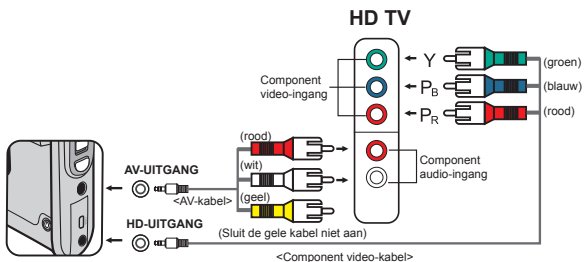 HD TV
Component
video-ingang
Y
(groen)
PB
(blauw)
PR
(rood)
(rood)
(wit)
(geel)
Component
audio-ingang
AV-UITGANG
<AV-kabel>
HD-UITGANG
(Sluit de gele kabel niet aan)
<Component video-kabel>